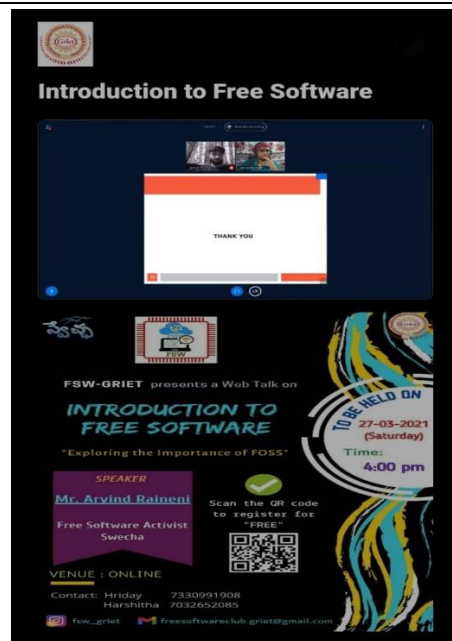 Griet
Introduction to Free Software
THANK YOU
స్వేచ్ఛ
FSW
FSW-GRIET presents a Web Talk on
INTRODUCTION TO
FREE SOFTWARE
"Exploring the Importance of FOSS"
TO BE HELD ON
27-03-2021
(Saturday)
Time:
4:00 pm
SPEAKER
Mr. Arvind Raineni
Free Software Activist
Swecha
Scan the QR code
to register for
"FREE"
VENUE : ONLINE
Contact: Hriday 7330991908
Harshitha 7032652085
fsw_griet freesoftwareclub.griet@gmail.com